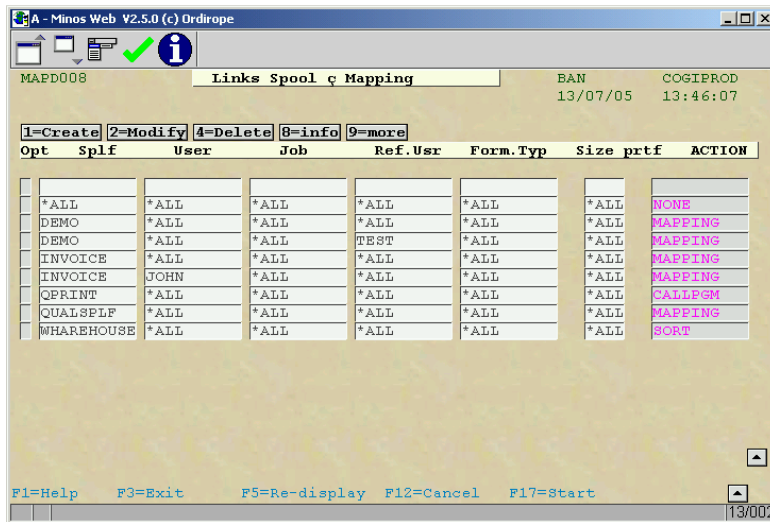 A - Minos Web V2.5.0 (c) Ordirope
MAPD008 Links Spool ç Mapping BAN COGIPROD
13/07/05 13:46:07
1=Create 2=Modify 4=Delete 8=info 9=more
Opt Splf User Job Ref.Usr Form.Typ Size prtf ACTION
*ALL *ALL *ALL *ALL *ALL *ALL NONE
DEMO *ALL *ALL *ALL *ALL *ALL MAPPING
DEMO *ALL *ALL TEST *ALL *ALL MAPPING
INVOICE *ALL *ALL *ALL *ALL *ALL MAPPING
INVOICE JOHN *ALL *ALL *ALL *ALL MAPPING
QPRINT *ALL *ALL *ALL *ALL *ALL CALLPGM
QUALSPLF *ALL *ALL *ALL *ALL *ALL MAPPING
WHAREHOUSE *ALL *ALL *ALL *ALL *ALL SORT
F1=Help F3=Exit F5=Re-display F12=Cancel F17=Start
13/002